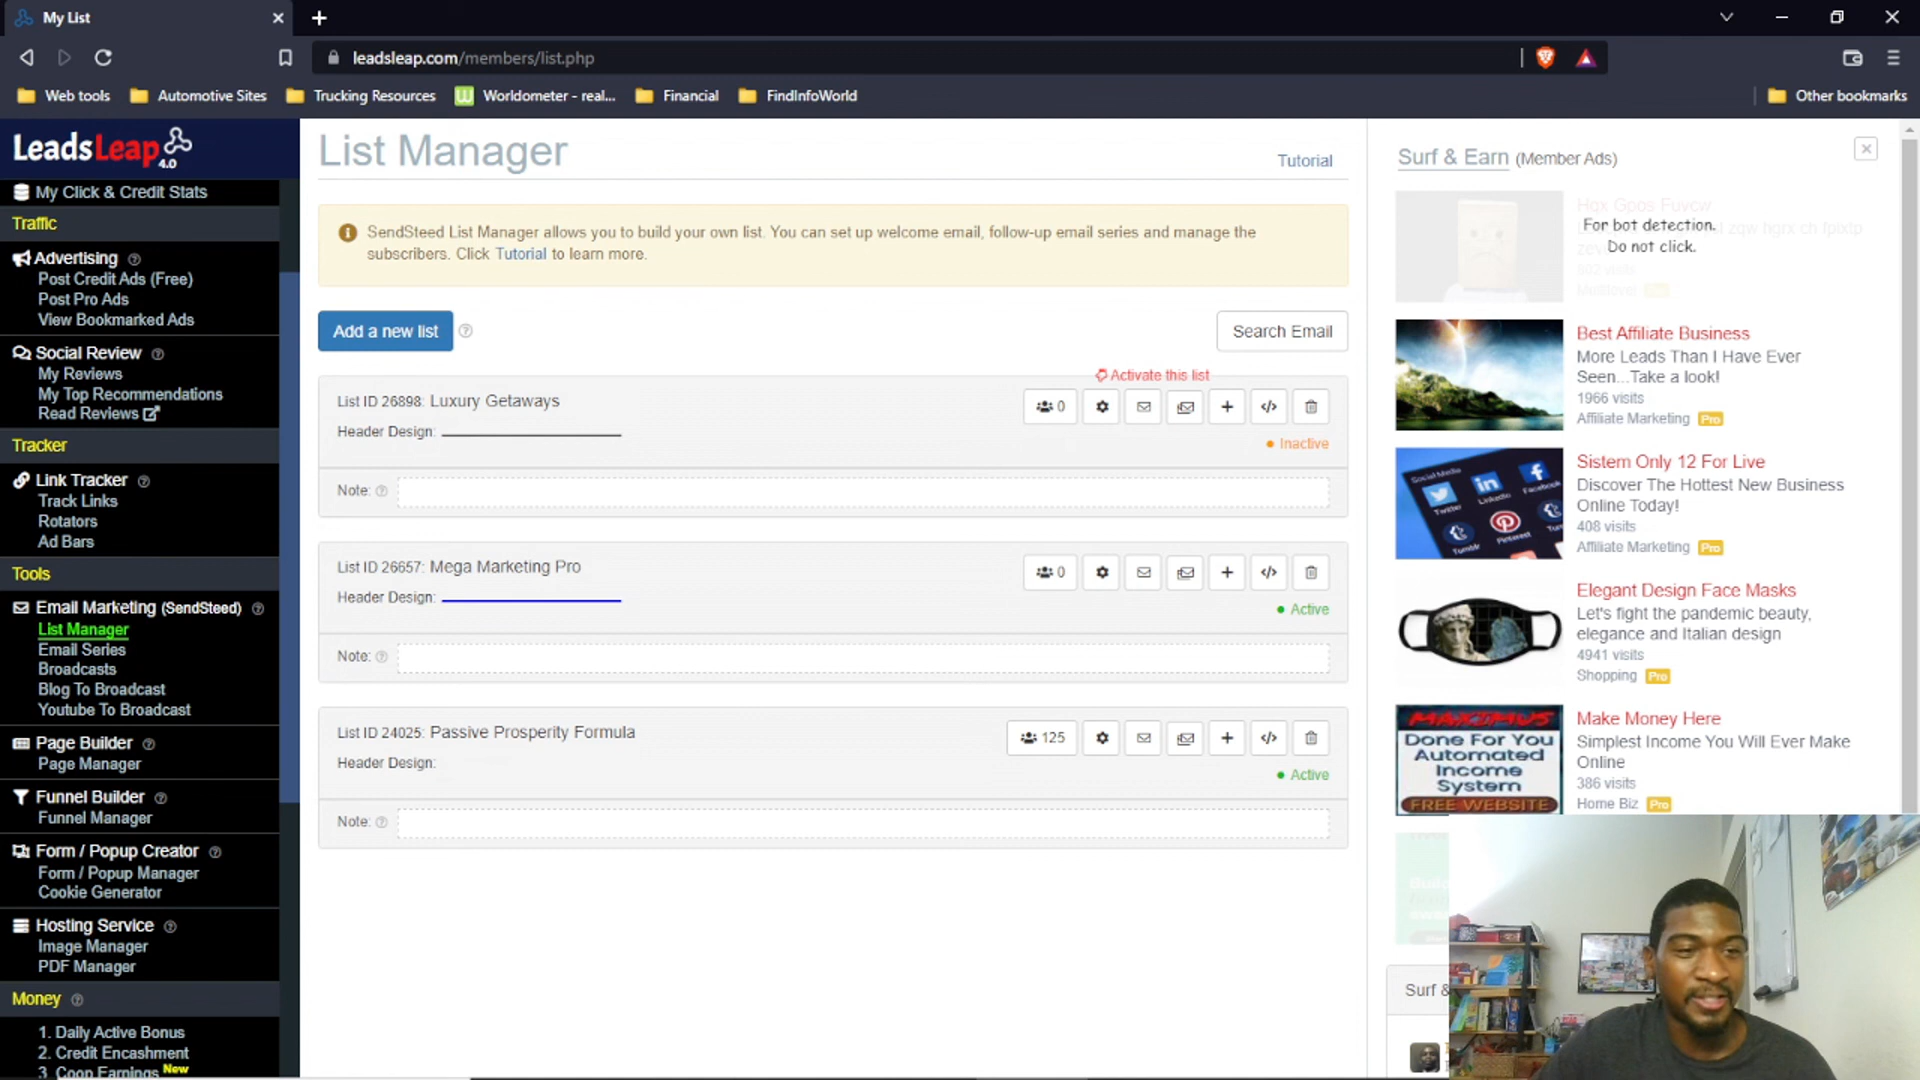 My List
leadsleap.com/members/list.php
Web tools
Automotive Sites
Trucking Resources
Worldometer - real...
Financial
FindInfoWorld
Other bookmarks
LeadsLeap 4.0
My Click & Credit Stats
Traffic
Advertising
Post Credit Ads (Free)
Post Pro Ads
View Bookmarked Ads
Social Review
My Reviews
My Top Recommendations
Read Reviews
Tracker
Link Tracker
Track Links
Rotators
Ad Bars
Tools
Email Marketing (SendSteed)
List Manager
Email Series
Broadcasts
Blog To Broadcast
Youtube To Broadcast
Page Builder
Page Manager
Funnel Builder
Funnel Manager
Form / Popup Creator
Form / Popup Manager
Cookie Generator
Hosting Service
Image Manager
PDF Manager
Money
1. Daily Active Bonus
2. Credit Encashment
3. Coop Earnings New
List Manager
Tutorial
SendSteed List Manager allows you to build your own list. You can set up welcome email, follow-up email series and manage the
subscribers. Click Tutorial to learn more.
Add a new list
Search Email
Activate this list
List ID 26898: Luxury Getaways
0
Header Design:
Inactive
Note:
List ID 26657: Mega Marketing Pro
0
Header Design:
Active
Note:
List ID 24025: Passive Prosperity Formula
125
Header Design:
Active
Note:
Surf & Earn (Member Ads)
For bot detection.
Do not click.
Best Affiliate Business
More Leads Than I Have Ever
Seen...Take a look!
1966 visits
Affiliate Marketing Pro
Social Media
Twitter
LinkedIn
Facebook
Tumblr
Pinterest
Sistem Only 12 For Live
Discover The Hottest New Business
Online Today!
408 visits
Affiliate Marketing Pro
Elegant Design Face Masks
Let's fight the pandemic beauty,
elegance and Italian design
4941 visits
Shopping Pro
MAXIMUS
Done For You
Automated
Income
System
FREE WEBSITE
Make Money Here
Simplest Income You Will Ever Make
Online
386 visits
Home Biz Pro
Surf &